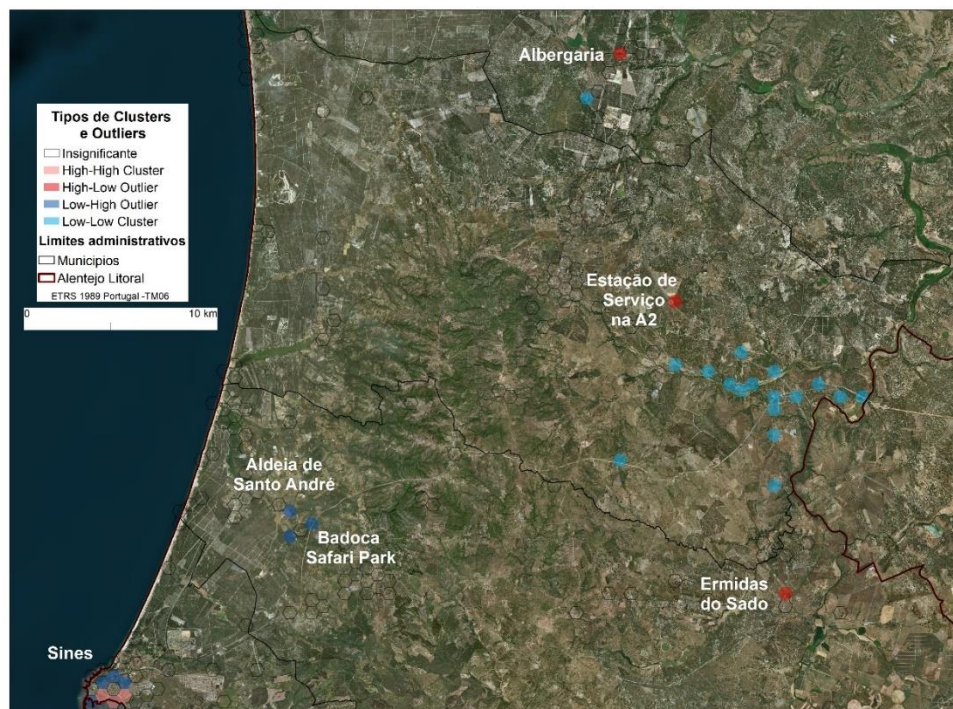 Albergaria
Tipos de Clusters
e Outliers
Insignificante
High-High Cluster
High-Low Outlier
Low-High Outlier
Low-Low Cluster
Limites administrativos
Municipios
Alentejo Litoral
ETRS 1989 Portugal -TM06
0 10 km
Estação de
Serviço
na A2
Aldeia de
Santo André
Badoca
Safari Park
Ermidas
do Sado
Sines